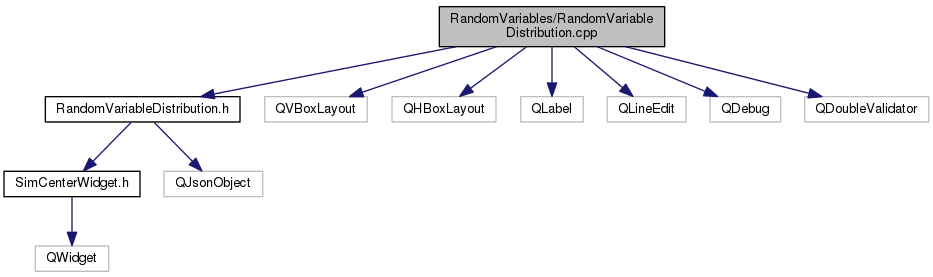 RandomVariables/RandomVariable
Distribution.cpp
RandomVariableDistribution.h
QVBoxLayout
QHBoxLayout
QLabel
QLineEdit
QDebug
QDoubleValidator
SimCenterWidget.h
QJsonObject
QWidget